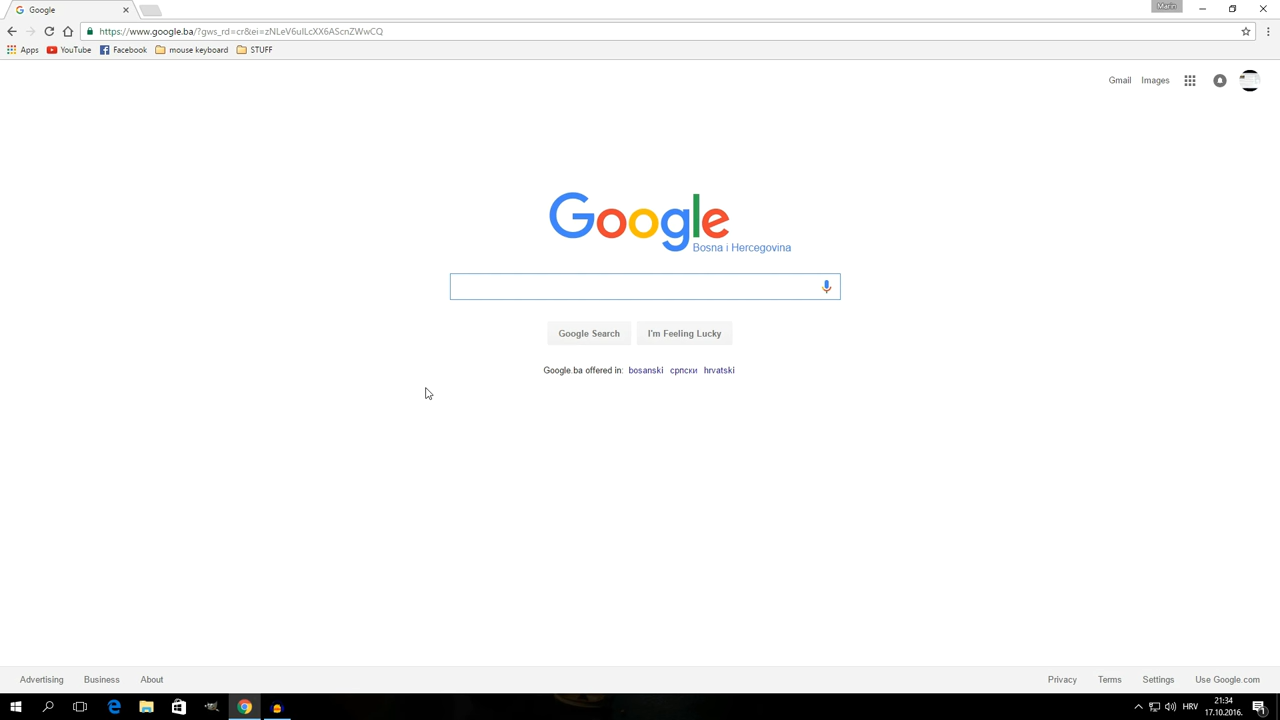 Google
Marin
https://www.google.ba/?gws_rd=cr&ei=zNLeV6uILcXX6AScnZWwCQ
Apps YouTube Facebook mouse keyboard STUFF
Gmail Images
Google
Bosna i Hercegovina
Google Search I'm Feeling Lucky
Google.ba offered in: bosanski српски hrvatski
Advertising Business About Privacy Terms Settings Use Google.com
HRV
21:34
17.10.2016.
1